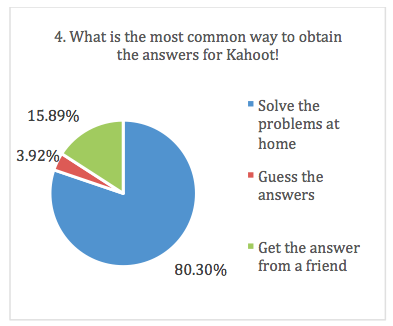 4. What is the most common way to obtain
the answers for Kahoot!
15.89%
3.92%
80.30%
Solve the
problems at
home
Guess the
answers
Get the answer
from a friend